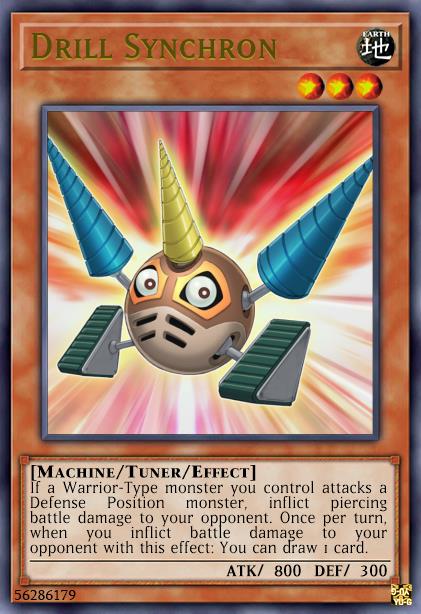 Drill Synchron
EARTH
地
[Machine/Tuner/Effect]
If a Warrior-Type monster you control attacks a
Defense Position monster, inflict piercing
battle damage to your opponent. Once per turn,
when you inflict battle damage to your
opponent with this effect: You can draw 1 card.
ATK/ 800 DEF/ 300
56286179